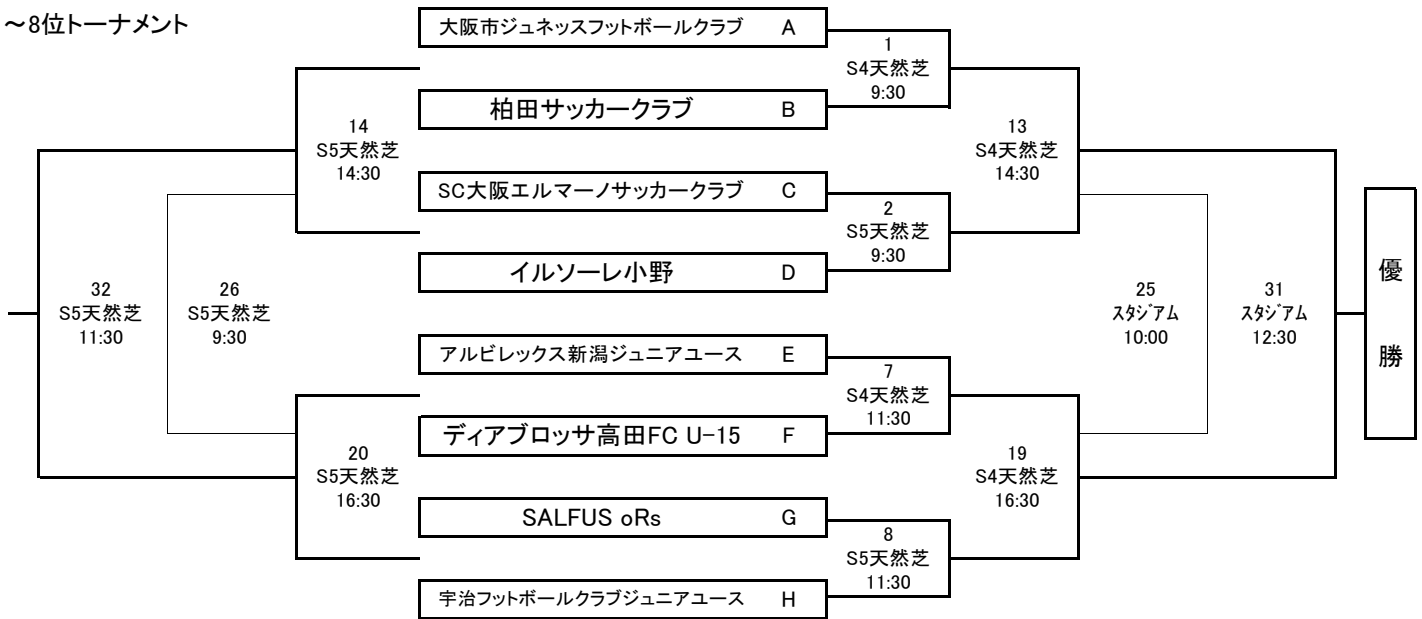 ～8位トーナメント
大阪市ジュネッスフットボールクラブ A
1
S4天然芝
9:30
柏田サッカークラブ B
14
S5天然芝
14:30
13
S4天然芝
14:30
SC大阪エルマーノサッカークラブ C
2
S5天然芝
9:30
イルソーレ小野 D
32
S5天然芝
11:30
26
S5天然芝
9:30
25
ｽﾀｼﾞｱﾑ
10:00
31
ｽﾀｼﾞｱﾑ
12:30
優
勝
アルビレックス新潟ジュニアユース E
7
S4天然芝
11:30
ディアブロッサ高田FC U-15 F
20
S5天然芝
16:30
19
S4天然芝
16:30
SALFUS oRs G
8
S5天然芝
11:30
宇治フットボールクラブジュニアユース H